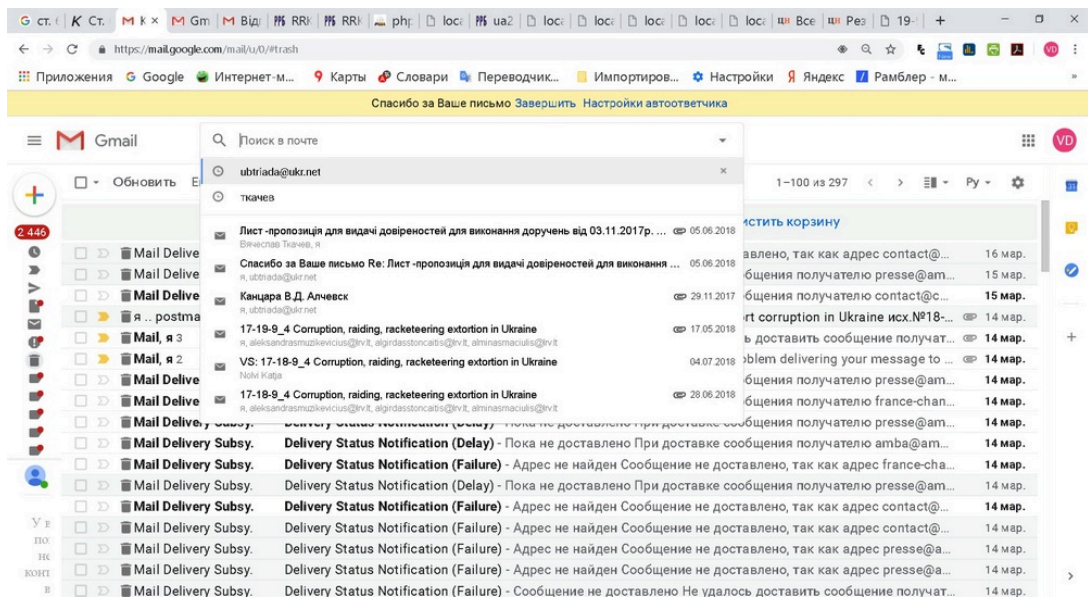 G ст. К Ст. М К × M Gm M Від RRK RRK php loca ua2 loca loca loca loca loca Все Рез 19- +
https://mail.google.com/mail/u/0/#trash
Приложения Google Интернет-м... Карты Словари Переводчик... Импортиров... Настройки Яндекс Рамблер - м...
Спасибо за Ваше письмо Завершить Настройки автоответчика
Gmail Поиск в почте VD
ubtriada@ukr.net
Обновить 1–100 из 297 Ру
ткачев
истить корзину
2 446
Лист -пропозиція для видачі довіреностей для виконання доручень від 03.11.2017р. ... 05.06.2018
Вячеслав Ткачев, я
Mail Delive авлено, так как адрес contact@... 16 мар.
Спасибо за Ваше письмо Re: Лист -пропозиція для видачі довіреностей для виконання ... 05.06.2018
я, ubtriada@ukr.net
Mail Delive бщения получателю presse@am... 15 мар.
Канцара В.Д. Алчевск 29.11.2017
я, ubtriada@ukr.net
Mail Delive бщения получателю contact@c... 15 мар.
я .. postma rt corruption in Ukraine исх.№18-... 14 мар.
17-19-9_4 Corruption, raiding, racketeering extortion in Ukraine 17.05.2018
я, aleksandrasmuzikevicius@lrv.lt, algirdasstoncaitis@lrv.lt, alminasmaciulis@lrv.lt
Mail, я 3 ь доставить сообщение получат... 14 мар.
VS: 17-18-9_4 Corruption, raiding, racketeering extortion in Ukraine 04.07.2018
Nolvi Katja
Mail, я 2 blem delivering your message to ... 14 мар.
Mail Delive бщения получателю presse@am... 14 мар.
17-18-9_4 Corruption, raiding, racketeering extortion in Ukraine 28.06.2018
я, aleksandrasmuzikevicius@lrv.lt, algirdasstoncaitis@lrv.lt, alminasmaciulis@lrv.lt
Mail Delive бщения получателю france-chan... 14 мар.
Mail Delivery Subsy. Delivery Status Notification (Delay) - Пока не доставлено При доставке сообщения получателю presse@am... 14 мар.
Mail Delivery Subsy. Delivery Status Notification (Delay) - Пока не доставлено При доставке сообщения получателю amba@am... 14 мар.
Mail Delivery Subsy. Delivery Status Notification (Failure) - Адрес не найден Сообщение не доставлено, так как адрес france-cha... 14 мар.
Mail Delivery Subsy. Delivery Status Notification (Delay) - Пока не доставлено При доставке сообщения получателю presse@am... 14 мар.
Mail Delivery Subsy. Delivery Status Notification (Failure) - Адрес не найден Сообщение не доставлено, так как адрес contact@... 14 мар.
Mail Delivery Subsy. Delivery Status Notification (Failure) - Адрес не найден Сообщение не доставлено, так как адрес contact@... 14 мар.
Mail Delivery Subsy. Delivery Status Notification (Failure) - Адрес не найден Сообщение не доставлено, так как адрес presse@a... 14 мар.
Mail Delivery Subsy. Delivery Status Notification (Failure) - Адрес не найден Сообщение не доставлено, так как адрес presse@a... 14 мар.
Mail Delivery Subsy. Delivery Status Notification (Failure) - Сообщение не доставлено Не удалось доставить сообщение получат... 14 мар.